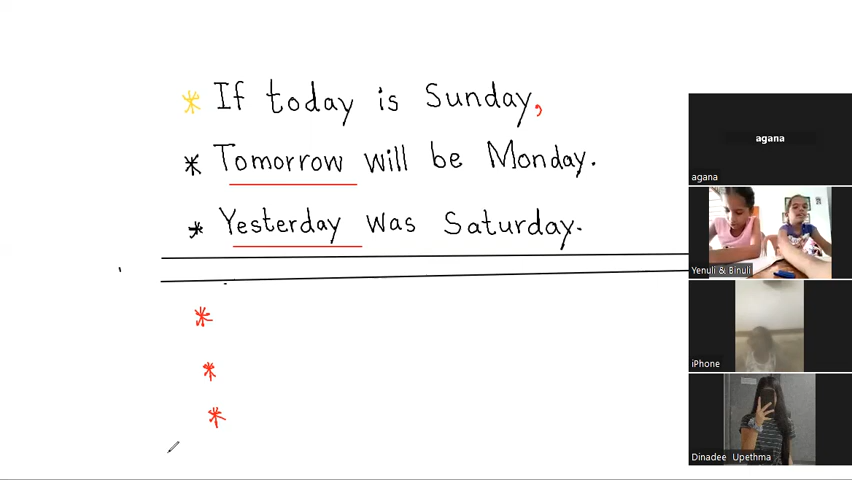 * If today is Sunday,
* Tomorrow will be Monday.
* Yesterday was Saturday.
*
*
*
agana
agana
Yenuli & Binuli
iPhone
Dinadee Upethma